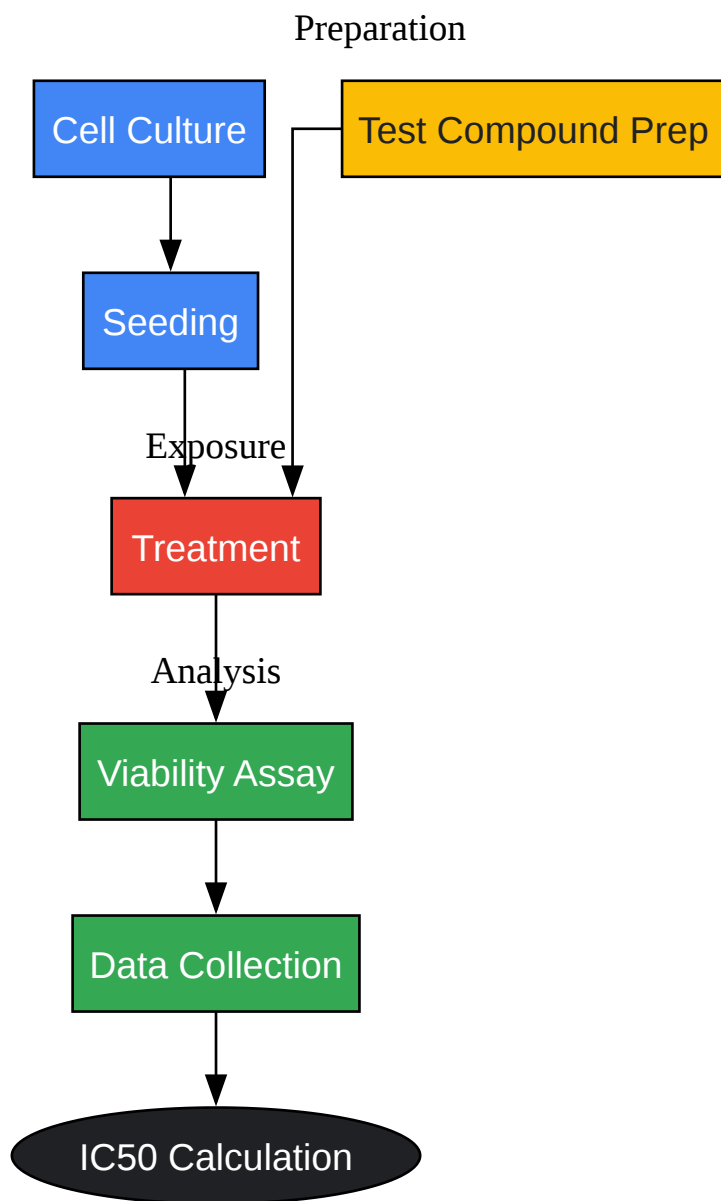 Preparation
Cell Culture
Test Compound Prep
Seeding
Exposure
Treatment
Analysis
Viability Assay
Data Collection
IC50 Calculation